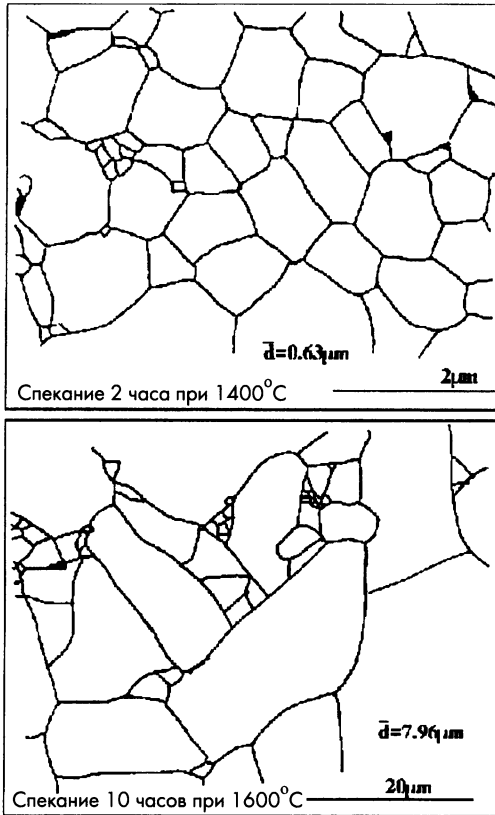 d̅=0.63μm
2μm
Спекание 2 часа при 1400°C
d̅=7.96μm
20μm
Спекание 10 часов при 1600°C